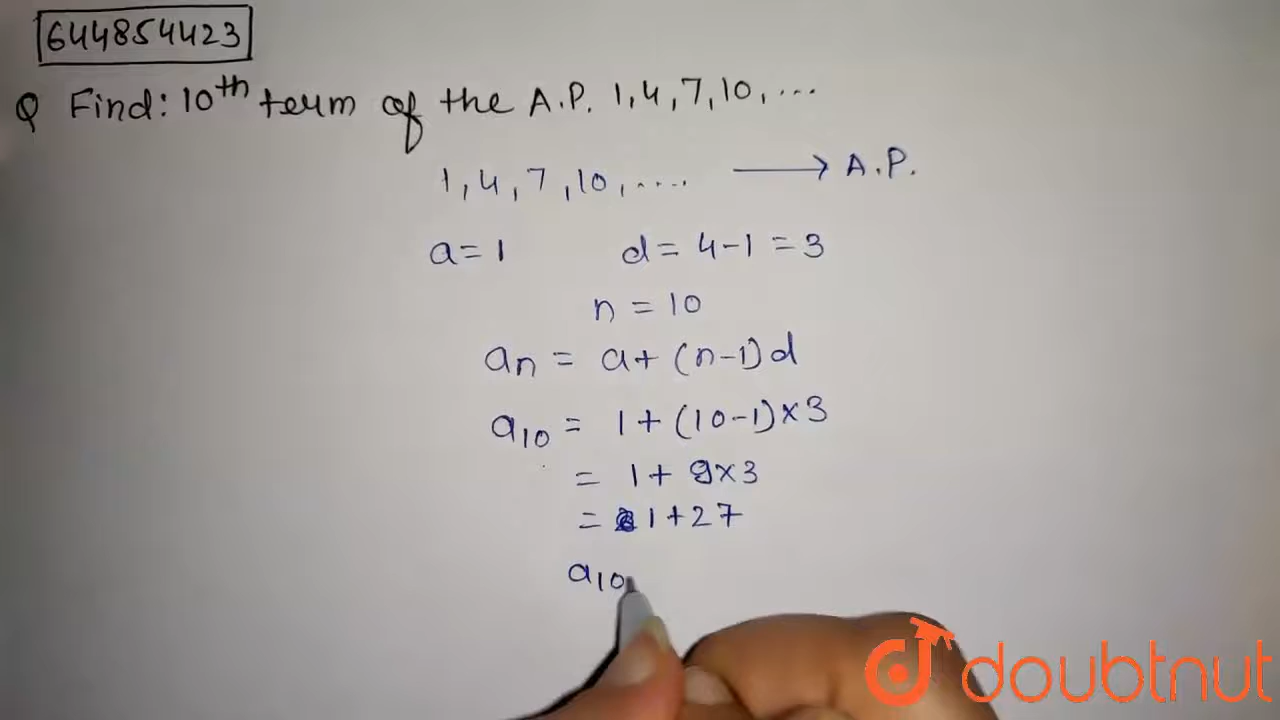 644854423
Q Find: 10th term of the A.P. 1, 4, 7, 10, ...
1, 4, 7, 10, .... ⟶ A.P.
a = 1 d = 4 - 1 = 3
n = 10
an = a + (n-1)d
a10 = 1 + (10-1)×3
= 1 + 9×3
= 1 + 27
a10
doubtnut